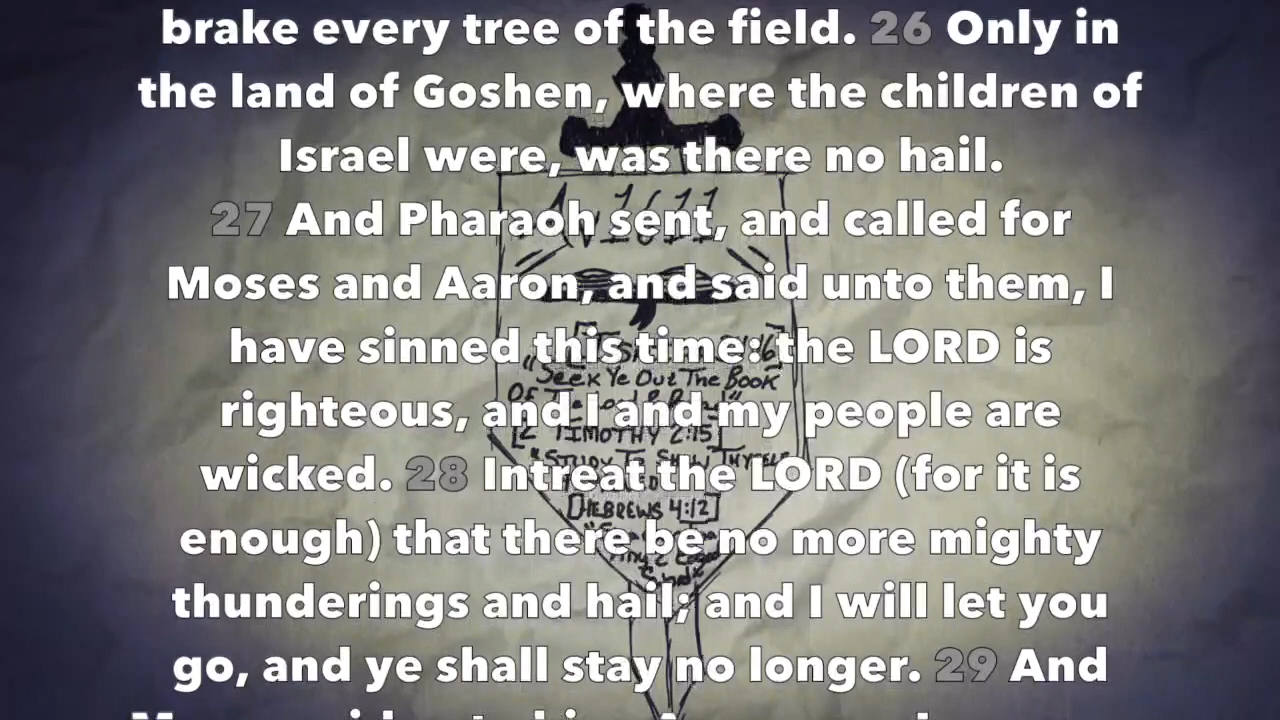 brake every tree of the field. 26 Only in
the land of Goshen, where the children of
Israel were, was there no hail.
27 And Pharaoh sent, and called for
Moses and Aaron, and said unto them, I
have sinned this time: the LORD is
righteous, and I and my people are
wicked. 28 Intreat the LORD (for it is
enough) that there be no more mighty
thunderings and hail; and I will let you
go, and ye shall stay no longer. 29 And
1611
"Seek Ye Out The Book
[2 TIMOTHY 2:15]
"STUDY To Show THYSELF
[HEBREWS 4:12]